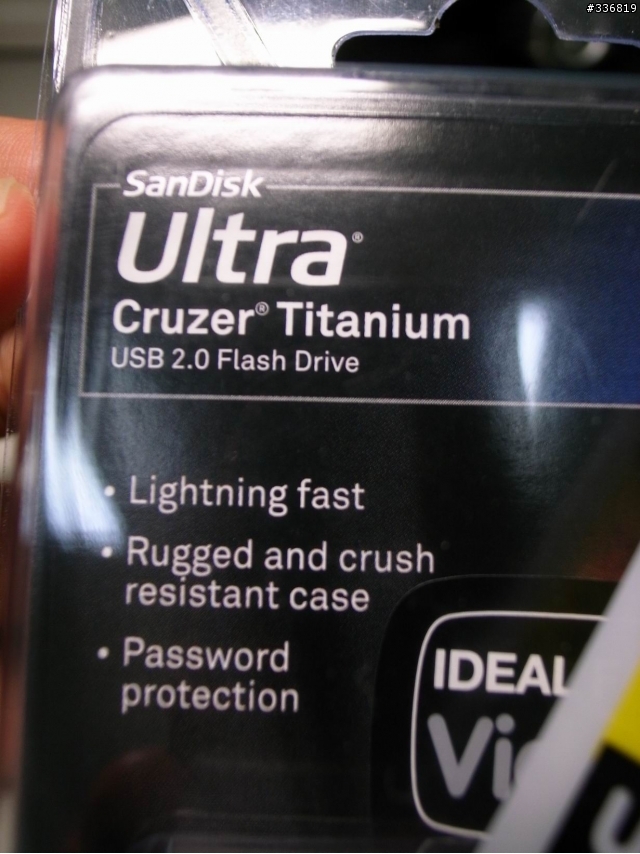 #336819
SanDisk
Ultra®
Cruzer® Titanium
USB 2.0 Flash Drive
• Lightning fast
• Rugged and crush
resistant case
• Password
protection
IDEAL